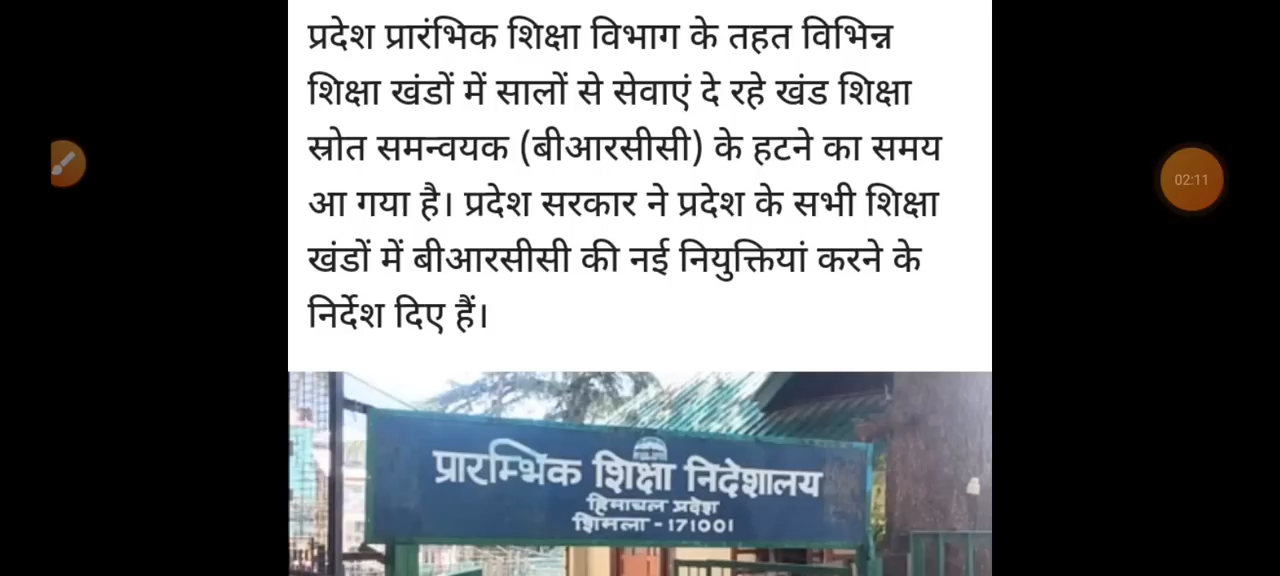 प्रदेश प्रारंभिक शिक्षा विभाग के तहत विभिन्न
शिक्षा खंडों में सालों से सेवाएं दे रहे खंड शिक्षा
स्रोत समन्वयक (बीआरसीसी) के हटने का समय
आ गया है। प्रदेश सरकार ने प्रदेश के सभी शिक्षा
खंडों में बीआरसीसी की नई नियुक्तियां करने के
निर्देश दिए हैं।
02:11
प्रारम्भिक शिक्षा निदेशालय
हिमाचल प्रदेश
शिमला - 171001